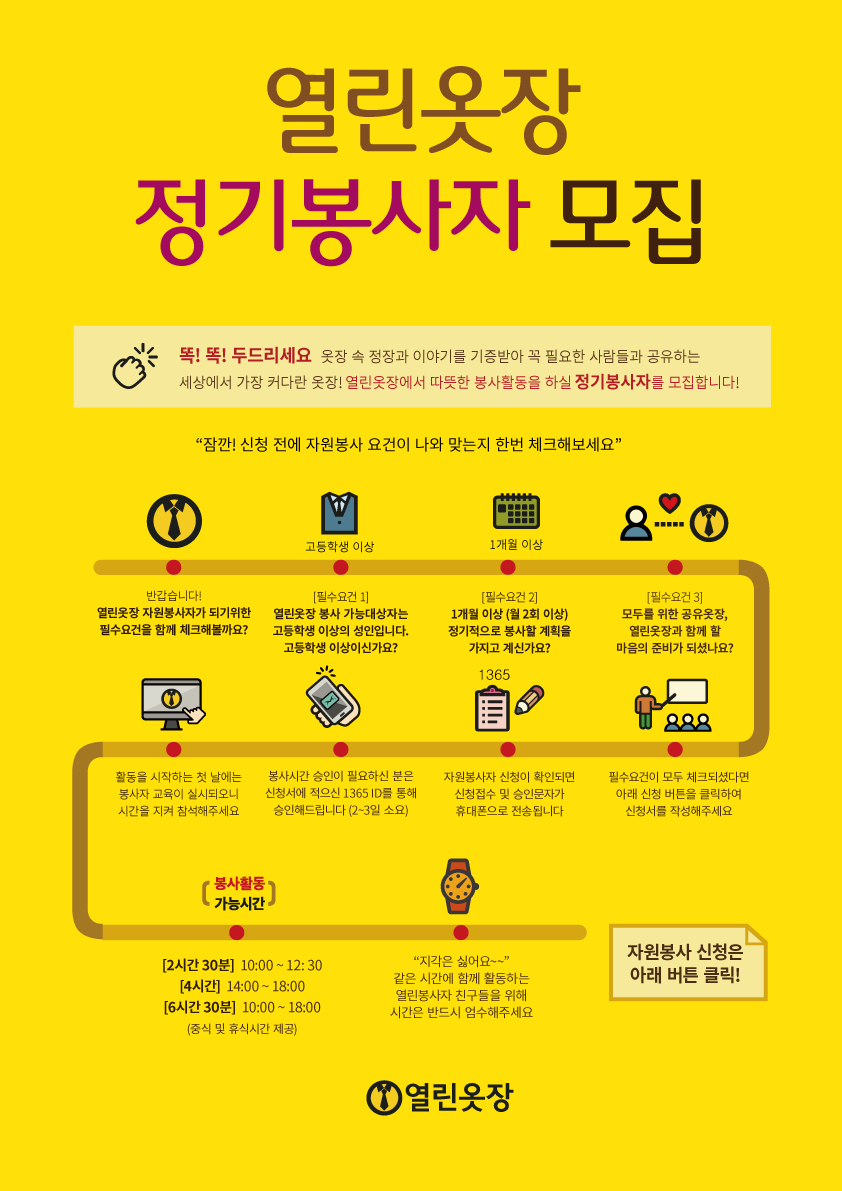 열린옷장
정기봉사자 모집
똑! 똑! 두드리세요 옷장 속 정장과 이야기를 기증받아 꼭 필요한 사람들과 공유하는
세상에서 가장 커다란 옷장! 열린옷장에서 따뜻한 봉사활동을 하실 정기봉사자를 모집합니다!
“잠깐! 신청 전에 자원봉사 요건이 나와 맞는지 한번 체크해보세요”
고등학생 이상
1개월 이상
반갑습니다!
열린옷장 자원봉사자가 되기위한
필수요건을 함께 체크해볼까요?
[필수요건 1]
열린옷장 봉사 가능대상자는
고등학생 이상의 성인입니다.
고등학생 이상이신가요?
[필수요건 2]
1개월 이상 (월 2회 이상)
정기적으로 봉사할 계획을
가지고 계신가요?
[필수요건 3]
모두를 위한 공유옷장,
열린옷장과 함께 할
마음의 준비가 되셨나요?
1365
필수요건이 모두 체크되셨다면
아래 신청 버튼을 클릭하여
신청서를 작성해주세요
자원봉사자 신청이 확인되면
신청접수 및 승인문자가
휴대폰으로 전송됩니다
봉사시간 승인이 필요하신 분은
신청서에 적으신 1365 ID를 통해
승인해드립니다 (2~3일 소요)
활동을 시작하는 첫 날에는
봉사자 교육이 실시되오니
시간을 지켜 참석해주세요
봉사활동
가능시간
[2시간 30분] 10:00 ~ 12: 30
[4시간] 14:00 ~ 18:00
[6시간 30분] 10:00 ~ 18:00
(중식 및 휴식시간 제공)
“지각은 싫어요~~”
같은 시간에 함께 활동하는
열린봉사자 친구들을 위해
시간은 반드시 엄수해주세요
자원봉사 신청은
아래 버튼 클릭!
열린옷장